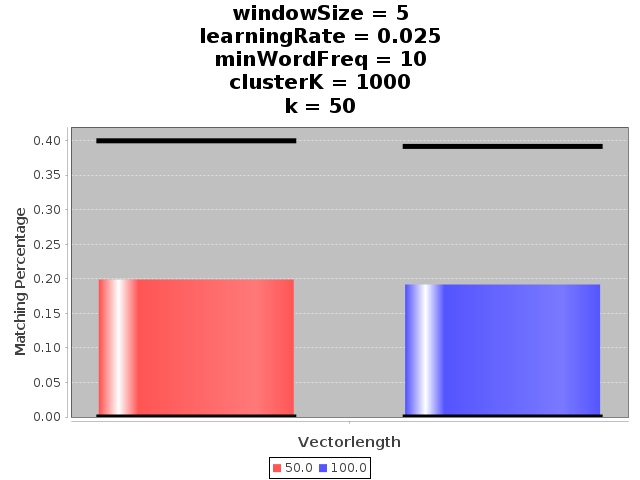 windowSize = 5
learningRate = 0.025
minWordFreq = 10
clusterK = 1000
k = 50
0.40
0.35
0.30
0.25
0.20
0.15
0.10
0.05
0.00
Matching Percentage
Vectorlength
50.0 100.0